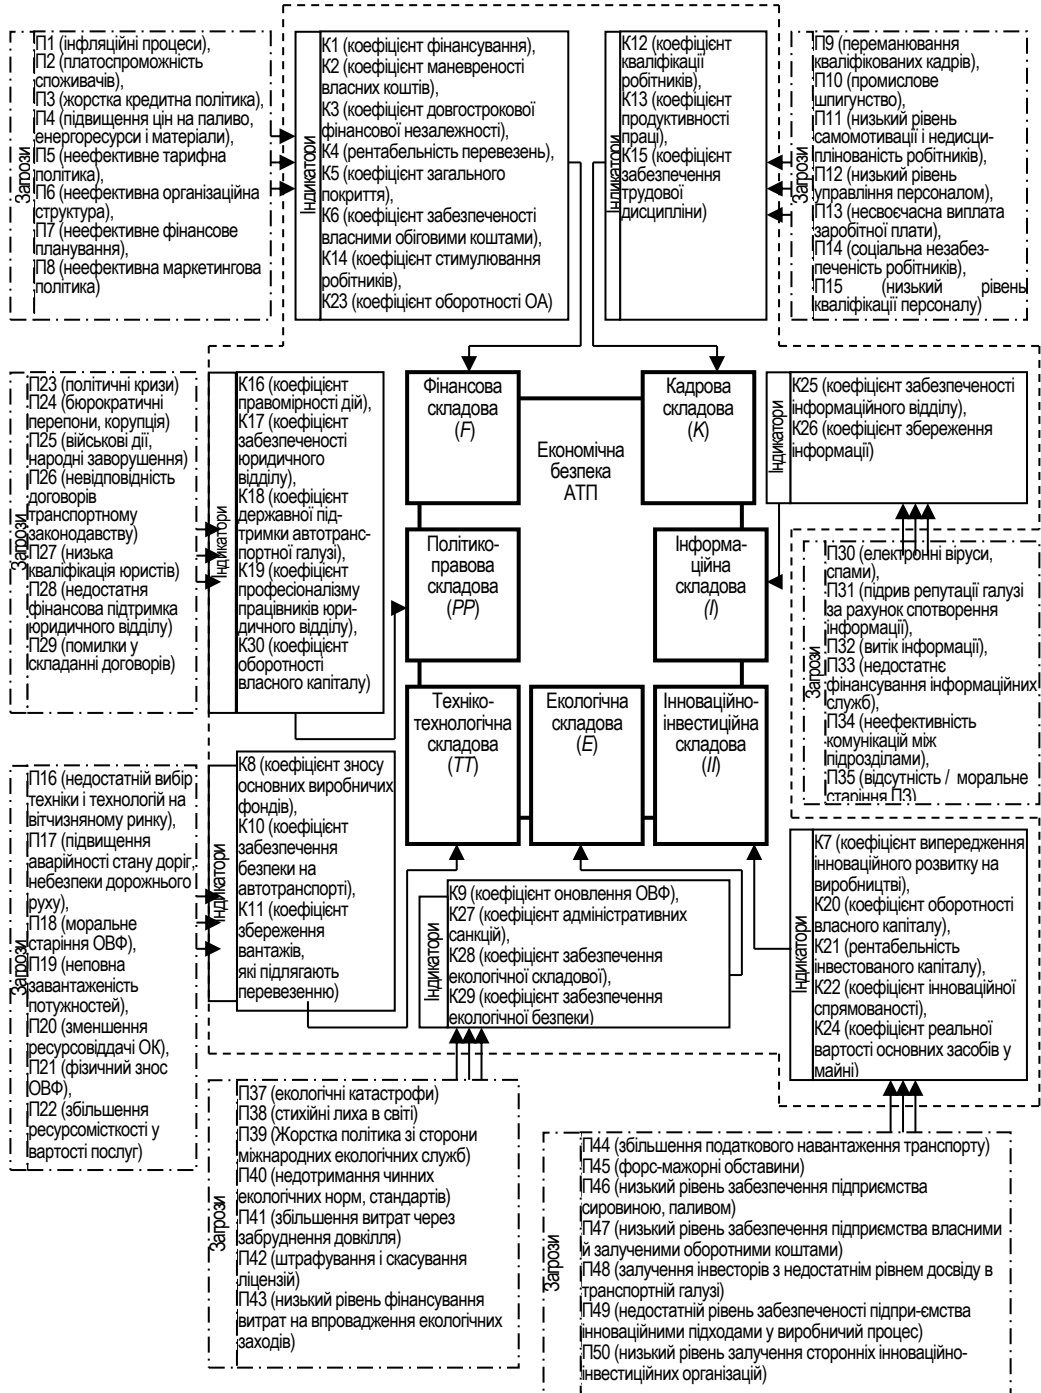 Загрози
П1 (інфляційні процеси),
П2 (платоспроможність
споживачів),
П3 (жорстка кредитна політика),
П4 (підвищення цін на паливо,
енергоресурси і матеріали),
П5 (неефективне тарифна
політика),
П6 (неефективна організаційна
структура),
П7 (неефективне фінансове
планування),
П8 (неефективна маркетингова
політика)
Індикатори
К1 (коефіцієнт фінансування),
К2 (коефіцієнт маневреності
власних коштів),
К3 (коефіцієнт довгострокової
фінансової незалежності),
К4 (рентабельність перевезень),
К5 (коефіцієнт загального
покриття),
К6 (коефіцієнт забезпеченості
власними обіговими коштами),
К14 (коефіцієнт стимулювання
робітників),
К23 (коефіцієнт оборотності ОА)
Індикатори
К12 (коефіцієнт
кваліфікації
робітників),
К13 (коефіцієнт
продуктивності
праці),
К15 (коефіцієнт
забезпечення
трудової
дисципліни)
Загрози
П9 (переманювання
кваліфікованих кадрів),
П10 (промислове
шпигунство),
П11 (низький рівень
самомотивації і недисци-
плінованість робітників),
П12 (низький рівень
управління персоналом),
П13 (несвоєчасна виплата
заробітної плати),
П14 (соціальна незабез-
печеність робітників),
П15 (низький рівень
кваліфікації персоналу)
Загрози
П23 (політичні кризи)
П24 (бюрократичні
перепони, корупція)
П25 (військові дії,
народні заворушення)
П26 (невідповідність
договорів
транспортному
законодавству)
П27 (низька
кваліфікація юристів)
П28 (недостатня
фінансова підтримка
юридичного відділу)
П29 (помилки у
складанні договорів)
Індикатори
К16 (коефіцієнт
правомірності дій),
К17 (коефіцієнт
забезпеченості
юридичного
відділу),
К18 (коефіцієнт
державної під-
тримки автотранс-
портної галузі),
К19 (коефіцієнт
професіоналізму
працівників юри-
дичного відділу),
К30 (коефіцієнт
оборотності
власного капіталу)
Фінансова
складова
(F)
Кадрова
складова
(K)
Економічна
безпека
АТП
Політико-
правова
складова
(PP)
Інформа-
ційна
складова
(I)
Техніко-
технологічна
складова
(TT)
Екологічна
складова
(E)
Інноваційно-
інвестиційна
складова
(II)
Індикатори
К25 (коефіцієнт забезпеченості
інформаційного відділу),
К26 (коефіцієнт збереження
інформації)
Загрози
П30 (електронні віруси,
спами),
П31 (підрив репутації галузі
за рахунок спотворення
інформації),
П32 (витік інформації),
П33 (недостатнє
фінансування інформаційних
служб),
П34 (неефективність
комунікацій між
підрозділами),
П35 (відсутність / моральне
старіння ПЗ)
Загрози
П16 (недостатній вибір
техніки і технологій на
вітчизняному ринку),
П17 (підвищення
аварійності стану доріг,
небезпеки дорожнього
руху),
П18 (моральне
старіння ОВФ),
П19 (неповна
завантаженість
потужностей),
П20 (зменшення
ресурсовіддачі ОК),
П21 (фізичний знос
ОВФ),
П22 (збільшення
ресурсомісткості у
вартості послуг)
Індикатори
К8 (коефіцієнт зносу
основних виробничих
фондів),
К10 (коефіцієнт
забезпечення
безпеки на
автотранспорті),
К11 (коефіцієнт
збереження
вантажів,
які підлягають
перевезенню)
Індикатори
К9 (коефіцієнт оновлення ОВФ),
К27 (коефіцієнт адміністративних
санкцій),
К28 (коефіцієнт забезпечення
екологічної складової),
К29 (коефіцієнт забезпечення
екологічної безпеки)
Індикатори
К7 (коефіцієнт випередження
інноваційного розвитку на
виробництві),
К20 (коефіцієнт оборотності
власного капіталу),
К21 (рентабельність
інвестованого капіталу),
К22 (коефіцієнт інноваційної
спрямованості),
К24 (коефіцієнт реальної
вартості основних засобів у
майні)
Загрози
П37 (екологічні катастрофи)
П38 (стихійні лиха в світі)
П39 (Жорстка політика зі сторони
міжнародних екологічних служб)
П40 (недотримання чинних
екологічних норм, стандартів)
П41 (збільшення витрат через
забруднення довкілля)
П42 (штрафування і скасування
ліцензій)
П43 (низький рівень фінансування
витрат на впровадження екологічних
заходів)
Загрози
П44 (збільшення податкового навантаження транспорту)
П45 (форс-мажорні обставини)
П46 (низький рівень забезпечення підприємства
сировиною, паливом)
П47 (низький рівень забезпечення підприємства власними
й залученими оборотними коштами)
П48 (залучення інвесторів з недостатнім рівнем досвіду в
транспортній галузі)
П49 (недостатній рівень забезпеченості підпри-ємства
інноваційними підходами у виробничий процес)
П50 (низький рівень залучення сторонніх інноваційно-
інвестиційних організацій)